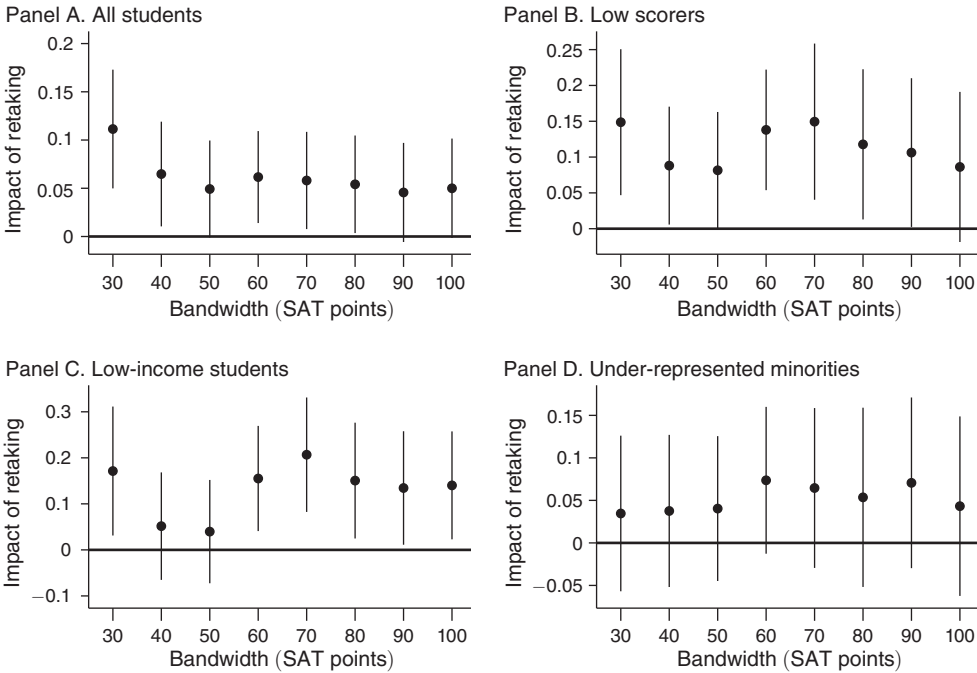 Panel A. All students
Impact of retaking
0.2
0.15
0.1
0.05
0
30 40 50 60 70 80 90 100
Bandwidth (SAT points)
Panel B. Low scorers
Impact of retaking
0.25
0.2
0.15
0.1
0.05
0
30 40 50 60 70 80 90 100
Bandwidth (SAT points)
Panel C. Low-income students
Impact of retaking
0.3
0.2
0.1
0
−0.1
30 40 50 60 70 80 90 100
Bandwidth (SAT points)
Panel D. Under-represented minorities
Impact of retaking
0.15
0.1
0.05
0
−0.05
30 40 50 60 70 80 90 100
Bandwidth (SAT points)